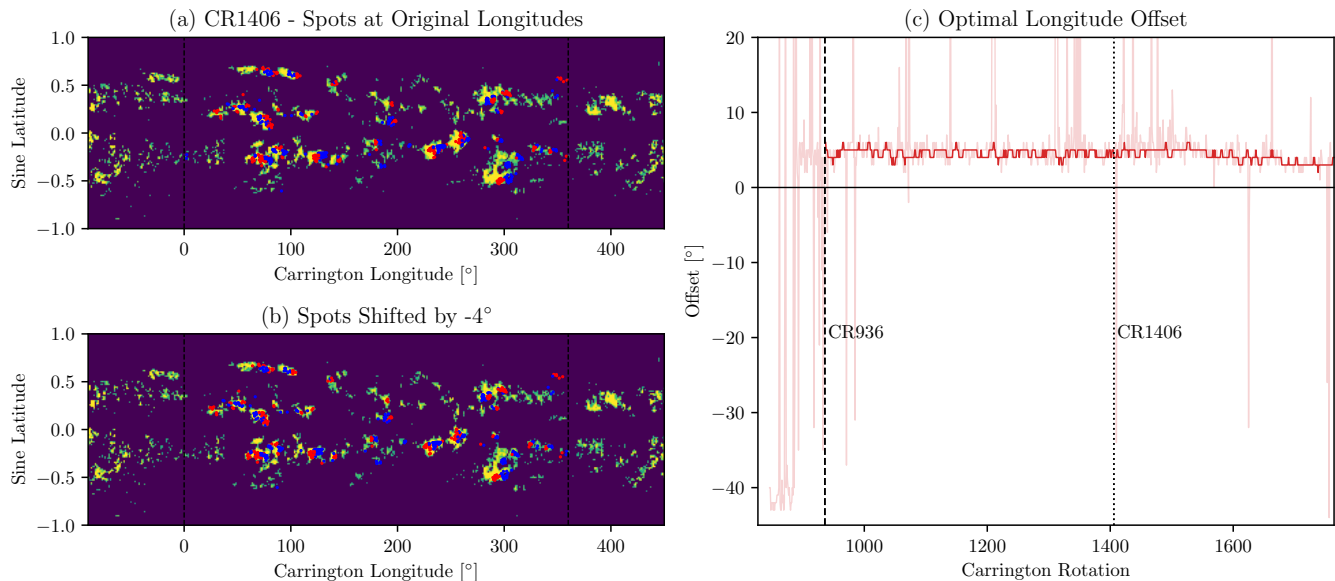 (a) CR1406 - Spots at Original Longitudes
1.0
0.5
0.0
−0.5
−1.0
Sine Latitude
0
100
200
300
400
Carrington Longitude [°]
(b) Spots Shifted by -4°
1.0
0.5
0.0
−0.5
−1.0
Sine Latitude
0
100
200
300
400
Carrington Longitude [°]
(c) Optimal Longitude Offset
20
10
0
−10
−20
−30
−40
Offset [°]
CR936
CR1406
1000
1200
1400
1600
Carrington Rotation